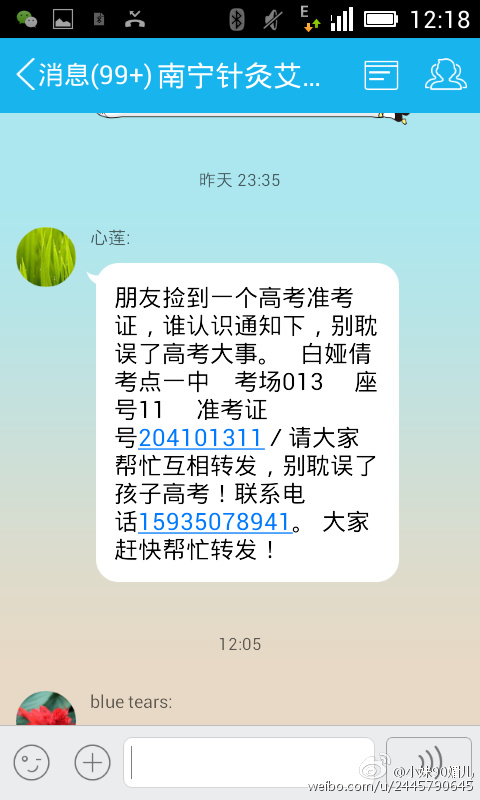 E
12:18
消息(99+) 南宁针灸艾...
昨天 23:35
心莲:
朋友捡到一个高考准考
证，谁认识通知下，别耽
误了高考大事。 白娅倩
考点一中 考场013 座
号11 准考证
号204101311 / 请大家
帮忙互相转发，别耽误了
孩子高考！联系电
话15935078941。 大家
赶快帮忙转发！
12:05
blue tears:
@小妹90婚儿
weibo.com/u/2445790645